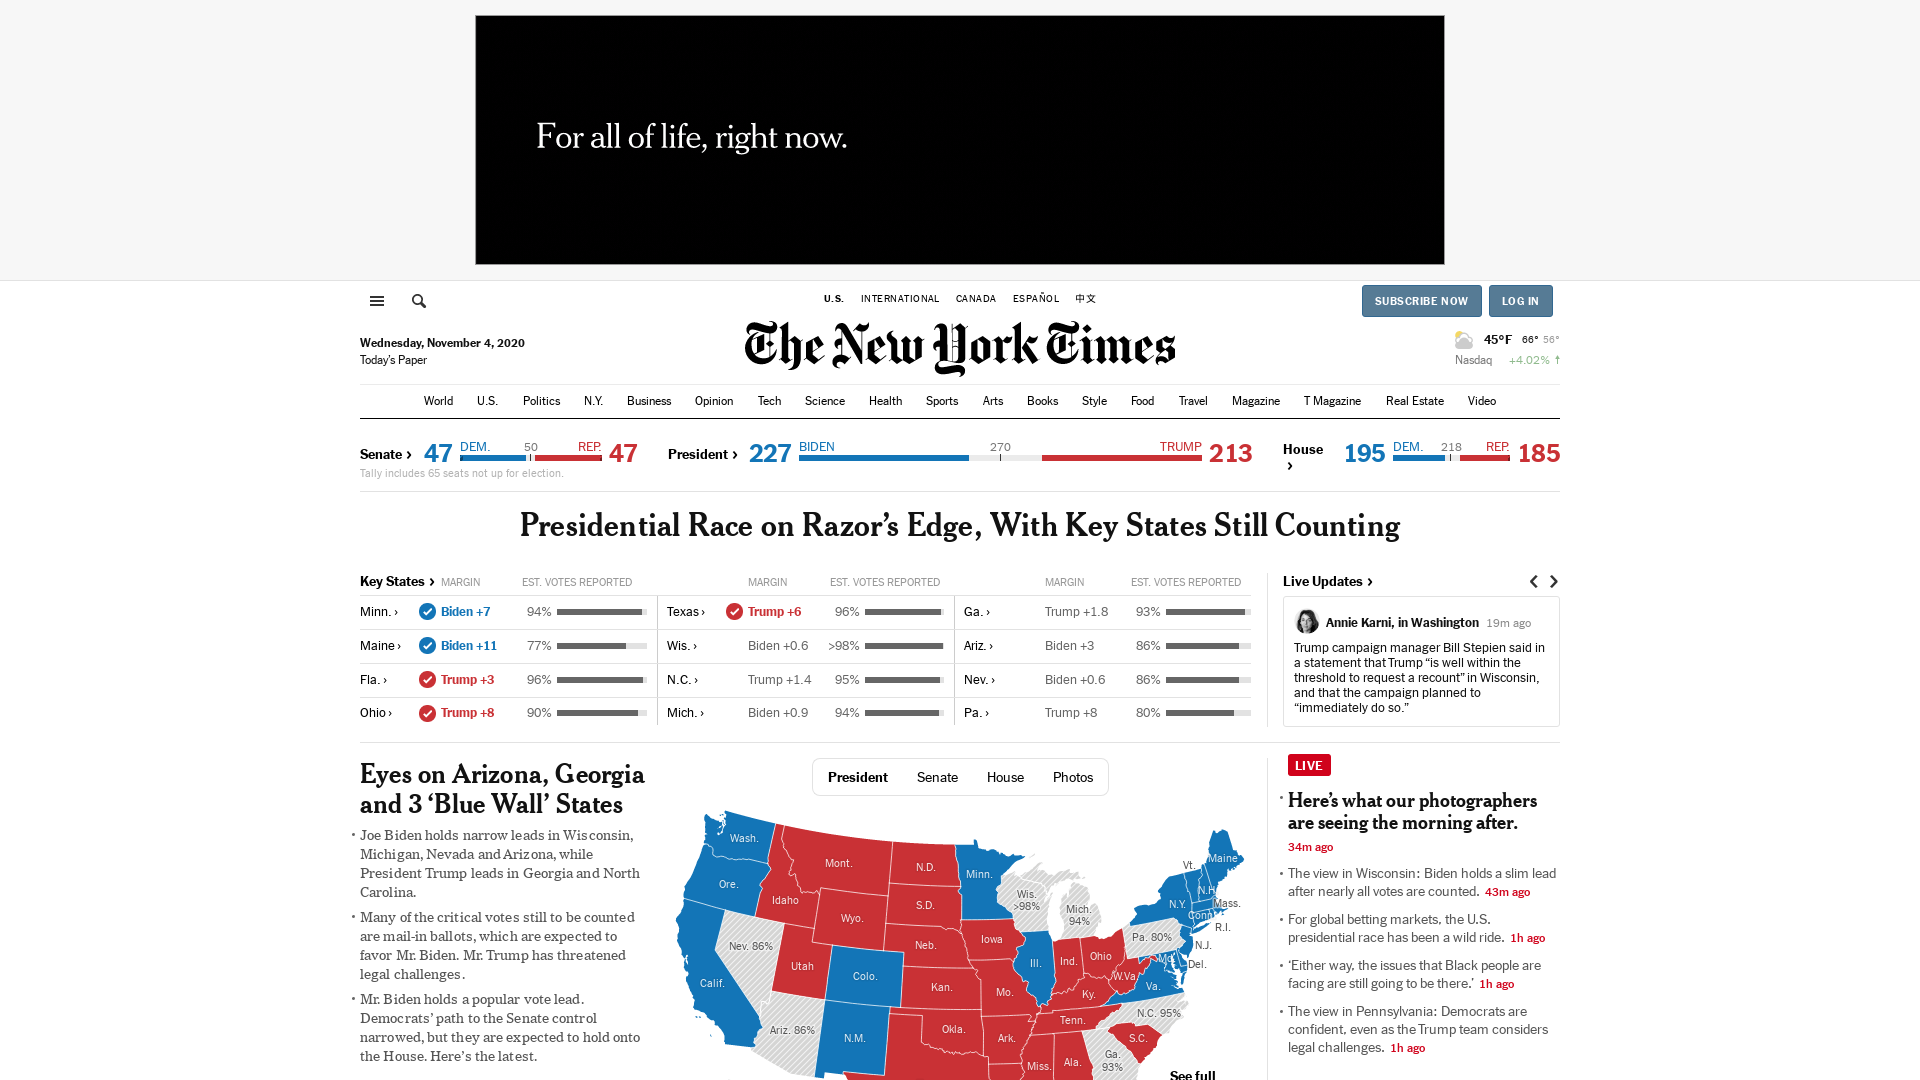 For all of life, right now.
U.S. INTERNATIONAL CANADA ESPAÑOL 中文
SUBSCRIBE NOW LOG IN
Wednesday, November 4, 2020
Today's Paper
The New York Times
45°F 66° 56°
Nasdaq +4.02% ↑
World U.S. Politics N.Y. Business Opinion Tech Science Health Sports Arts Books Style Food Travel Magazine T Magazine Real Estate Video
Senate › 47 DEM. 50 REP. 47
Tally includes 65 seats not up for election.
President › 227 BIDEN 270 TRUMP 213
House › 195 DEM. 218 REP. 185
Presidential Race on Razor's Edge, With Key States Still Counting
Key States › MARGIN EST. VOTES REPORTED MARGIN EST. VOTES REPORTED MARGIN EST. VOTES REPORTED
Minn. › Biden +7 94% Texas › Trump +6 96% Ga. › Trump +1.8 93%
Maine › Biden +11 77% Wis. › Biden +0.6 >98% Ariz. › Biden +3 86%
Fla. › Trump +3 96% N.C. › Trump +1.4 95% Nev. › Biden +0.6 86%
Ohio › Trump +8 90% Mich. › Biden +0.9 94% Pa. › Trump +8 80%
Live Updates ›
Annie Karni, in Washington 19m ago
Trump campaign manager Bill Stepien said in
a statement that Trump “is well within the
threshold to request a recount” in Wisconsin,
and that the campaign planned to
“immediately do so.”
Eyes on Arizona, Georgia
and 3 ‘Blue Wall’ States
• Joe Biden holds narrow leads in Wisconsin,
Michigan, Nevada and Arizona, while
President Trump leads in Georgia and North
Carolina.
• Many of the critical votes still to be counted
are mail-in ballots, which are expected to
favor Mr. Biden. Mr. Trump has threatened
legal challenges.
• Mr. Biden holds a popular vote lead.
Democrats’ path to the Senate control
narrowed, but they are expected to hold onto
the House. Here’s the latest.
President Senate House Photos
Wash.
Mont.
N.D.
Minn.
Vt.
Maine
Ore.
Idaho
S.D.
Wis.
>98%
Mich.
94%
N.Y.
N.H.
Mass.
Conn.
R.I.
Wyo.
Nev. 86%
Neb.
Iowa
Pa. 80%
N.J.
Utah
Colo.
Ill.
Ind.
Ohio
Md.
Del.
Calif.
Kan.
Mo.
W.Va.
Va.
Ky.
Ariz. 86%
N.M.
Okla.
Ark.
Tenn.
N.C. 95%
S.C.
Miss.
Ala.
Ga.
93%
See full
LIVE
• Here’s what our photographers
are seeing the morning after.
34m ago
• The view in Wisconsin: Biden holds a slim lead
after nearly all votes are counted. 43m ago
• For global betting markets, the U.S.
presidential race has been a wild ride. 1h ago
• ‘Either way, the issues that Black people are
facing are still going to be there.’ 1h ago
• The view in Pennsylvania: Democrats are
confident, even as the Trump team considers
legal challenges. 1h ago